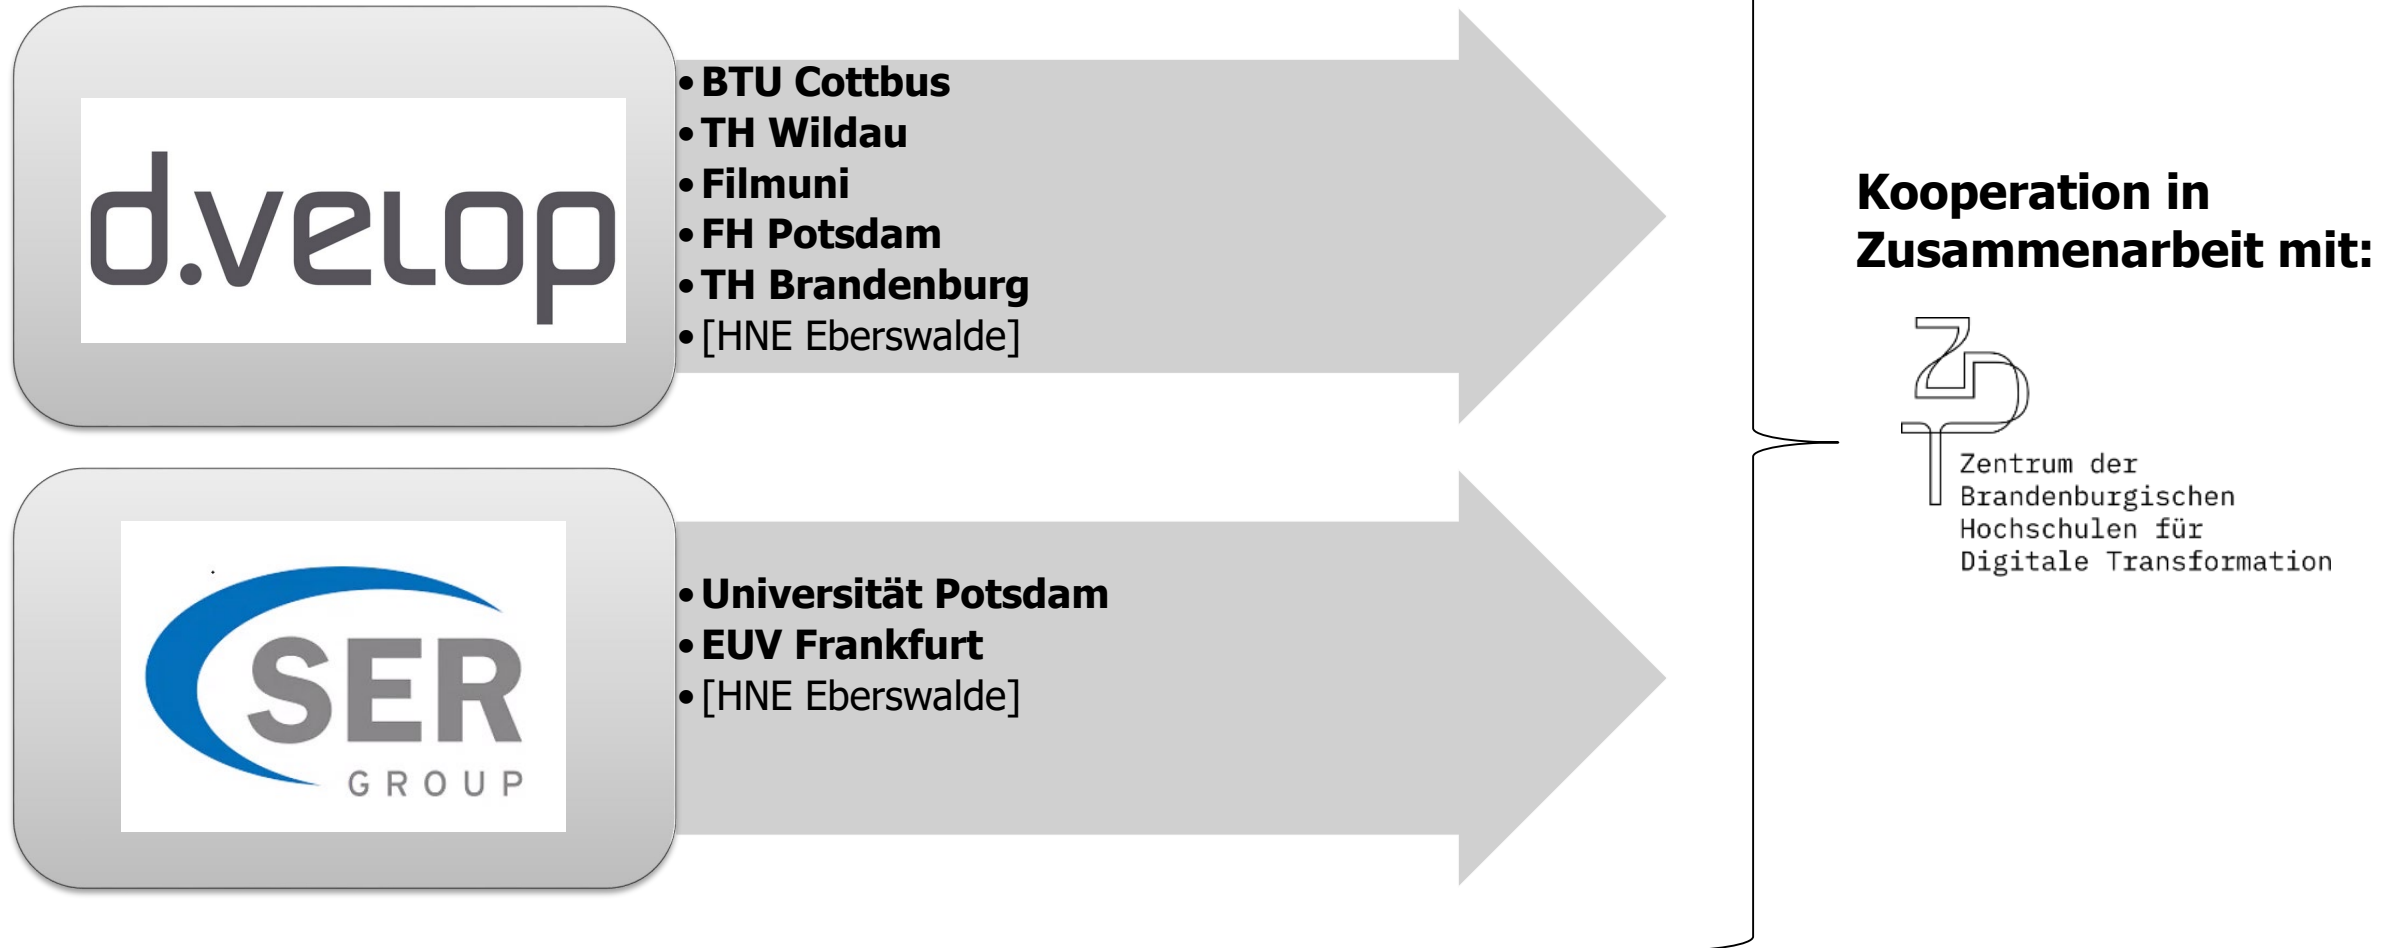 d.velop
• BTU Cottbus
• TH Wildau
• Filmuni
• FH Potsdam
• TH Brandenburg
• [HNE Eberswalde]
SER
GROUP
• Universität Potsdam
• EUV Frankfurt
• [HNE Eberswalde]
Kooperation in
Zusammenarbeit mit:
ZDT
Zentrum der
Brandenburgischen
Hochschulen für
Digitale Transformation